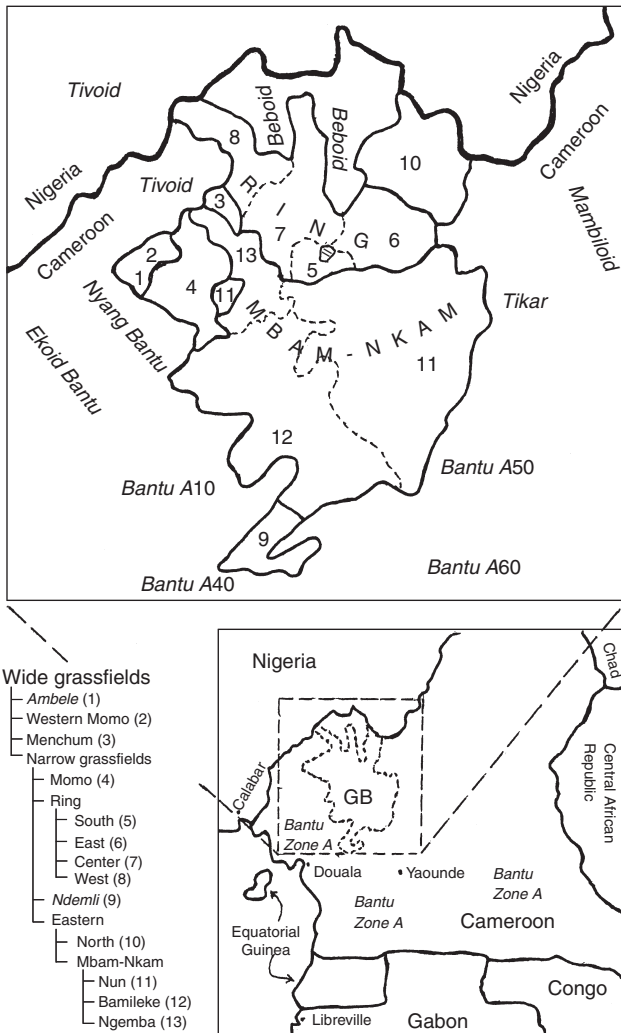 Tivoid
Nigeria
Cameroon
Mambiloid
Beboid
Beboid
8
10
Tivoid
Nigeria
Cameroon
3
R I N G
7
6
5
13
2
1
4
11
Nyang Bantu
Ekoid Bantu
MBAM-NKAM
11
Tikar
12
Bantu A10
Bantu A50
9
Bantu A40
Bantu A60
Wide grassfields
Ambele (1)
Western Momo (2)
Menchum (3)
Narrow grassfields
Momo (4)
Ring
South (5)
East (6)
Center (7)
West (8)
Ndemli (9)
Eastern
North (10)
Mbam-Nkam
Nun (11)
Bamileke (12)
Ngemba (13)
Nigeria
Chad
Central African
Republic
Calabar
GB
Bantu
Zone A
Douala
Yaounde
Bantu
Zone A
Bantu
Zone A
Cameroon
Equatorial
Guinea
Congo
Libreville
Gabon